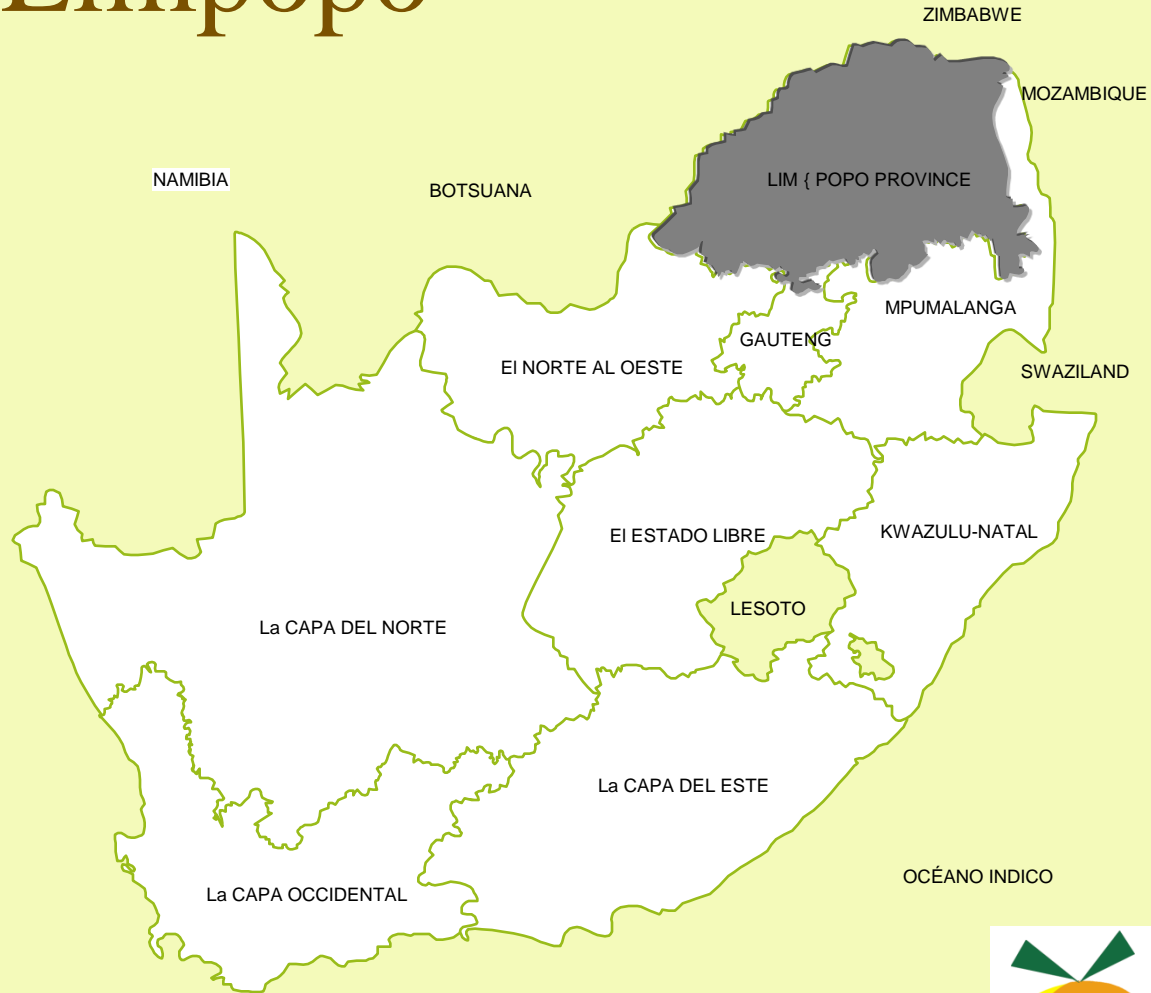 Limpopo
ZIMBABWE
MOZAMBIQUE
NAMIBIA
BOTSUANA
LIM { POPO PROVINCE
MPUMALANGA
GAUTENG
El NORTE AL OESTE
SWAZILAND
El ESTADO LIBRE
KWAZULU-NATAL
LESOTO
La CAPA DEL NORTE
La CAPA DEL ESTE
OCÉANO INDICO
La CAPA OCCIDENTAL